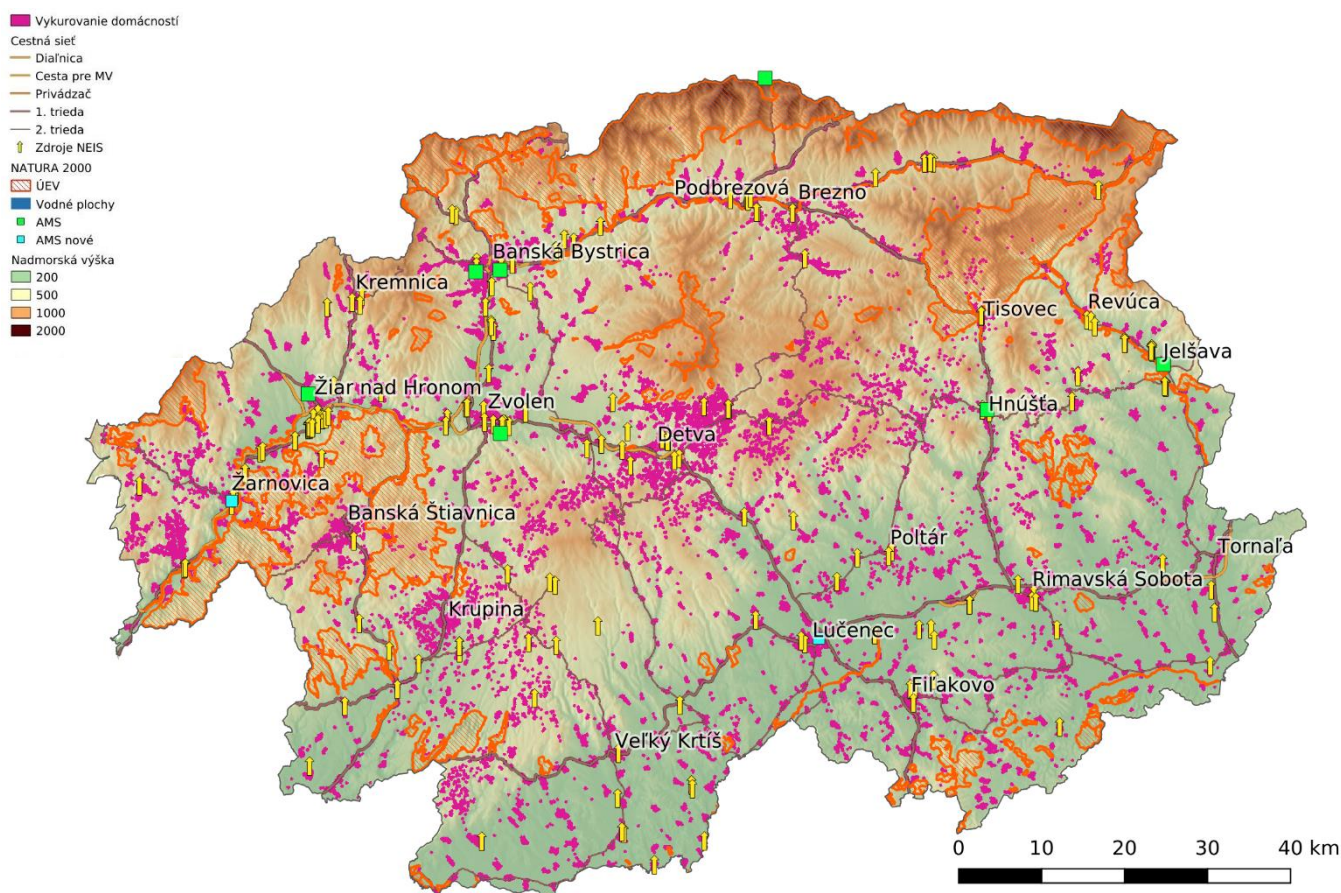 Vykurovanie domácností
Cestná sieť
Diaľnica
Cesta pre MV
Privádzač
1. trieda
2. trieda
Zdroje NEIS
NATURA 2000
ÚEV
Vodné plochy
AMS
AMS nové
Nadmorská výška
200
500
1000
2000
Podbrezová
Brezno
Banská Bystrica
Kremnica
Tisovec
Revúca
Jelšava
Žiar nad Hronom
Zvolen
Hnúšťa
Detva
Žarnovica
Banská Štiavnica
Poltár
Tornaľa
Rimavská Sobota
Krupina
Lučenec
Fiľakovo
Veľký Krtíš
0 10 20 30 40 km